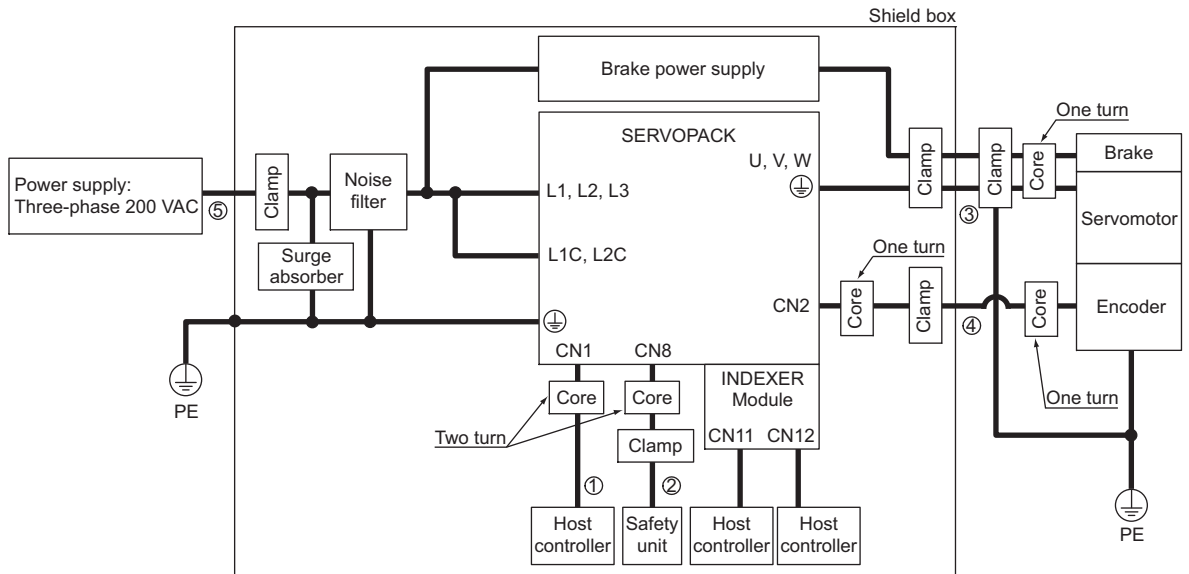 Shield box
Brake power supply
One turn
SERVOPACK
U, V, W
Clamp
Clamp
Core
Brake
Power supply:
Three-phase 200 VAC
⑤
Clamp
Noise
filter
L1, L2, L3
③
Servomotor
Surge
absorber
L1C, L2C
One turn
CN2
Core
Clamp
④
Core
Encoder
PE
CN1
CN8
INDEXER
Module
One turn
Core
Core
Two turn
Clamp
CN11
CN12
①
②
Host
controller
Safety
unit
Host
controller
Host
controller
PE